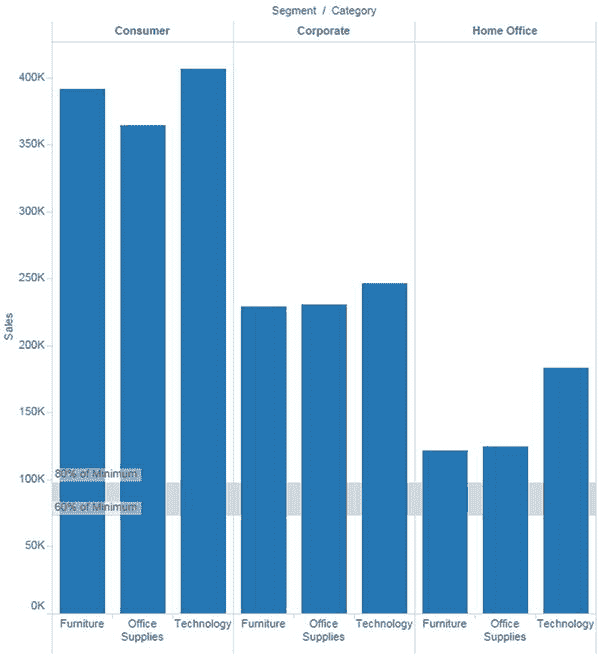 Segment / Category
Consumer Corporate Home Office
400K
350K
300K
250K
200K
150K
100K
50K
0K
Sales
80% of Minimum
60% of Minimum
Furniture Office Supplies Technology Furniture Office Supplies Technology Furniture Office Supplies Technology